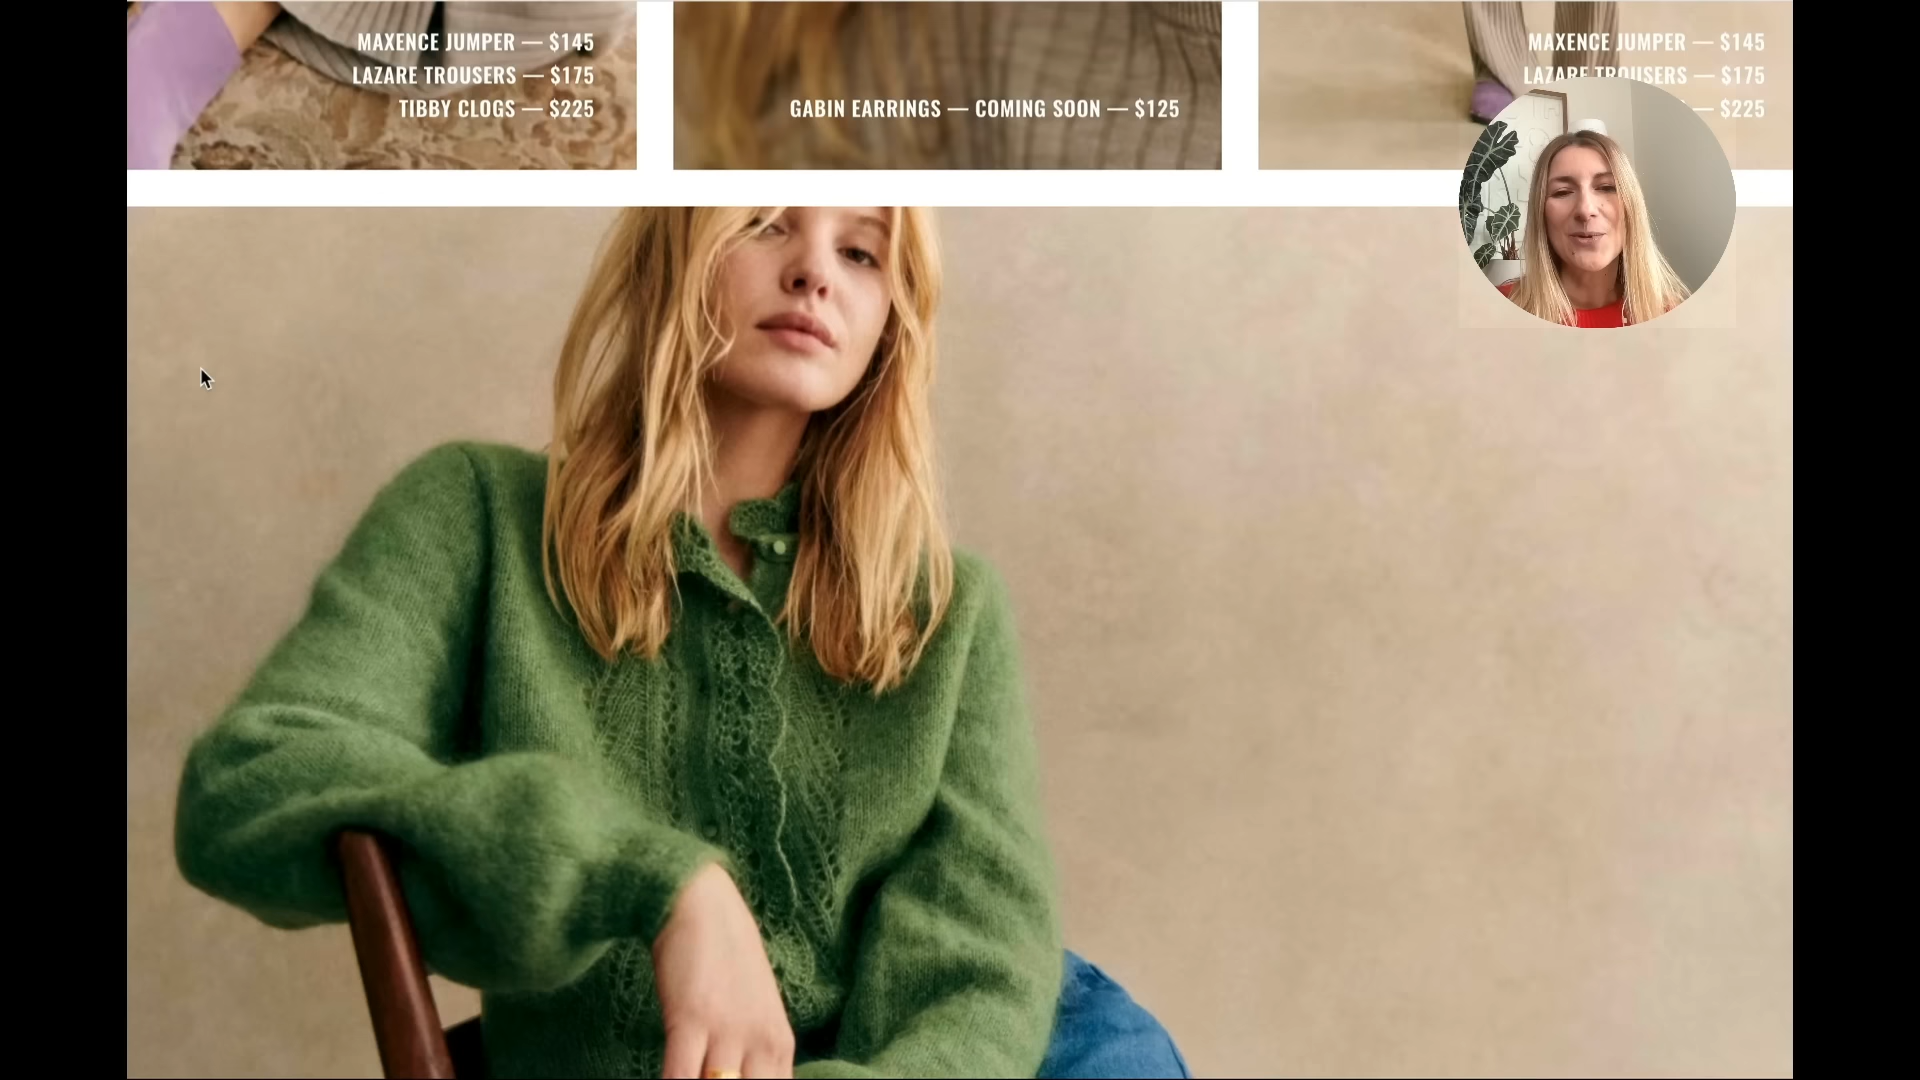 MAXENCE JUMPER — $145
LAZARE TROUSERS — $175
TIBBY CLOGS — $225
GABIN EARRINGS — COMING SOON — $125
MAXENCE JUMPER — $145
LAZARE TROUSERS — $175
— $225